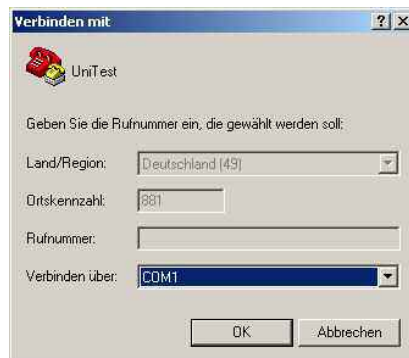 Verbinden mit
UniTest
Geben Sie die Rufnummer ein, die gewählt werden soll:
Land/Region: Deutschland (49)
Ortskennzahl: 881
Rufnummer:
Verbinden über: COM1
OK Abbrechen